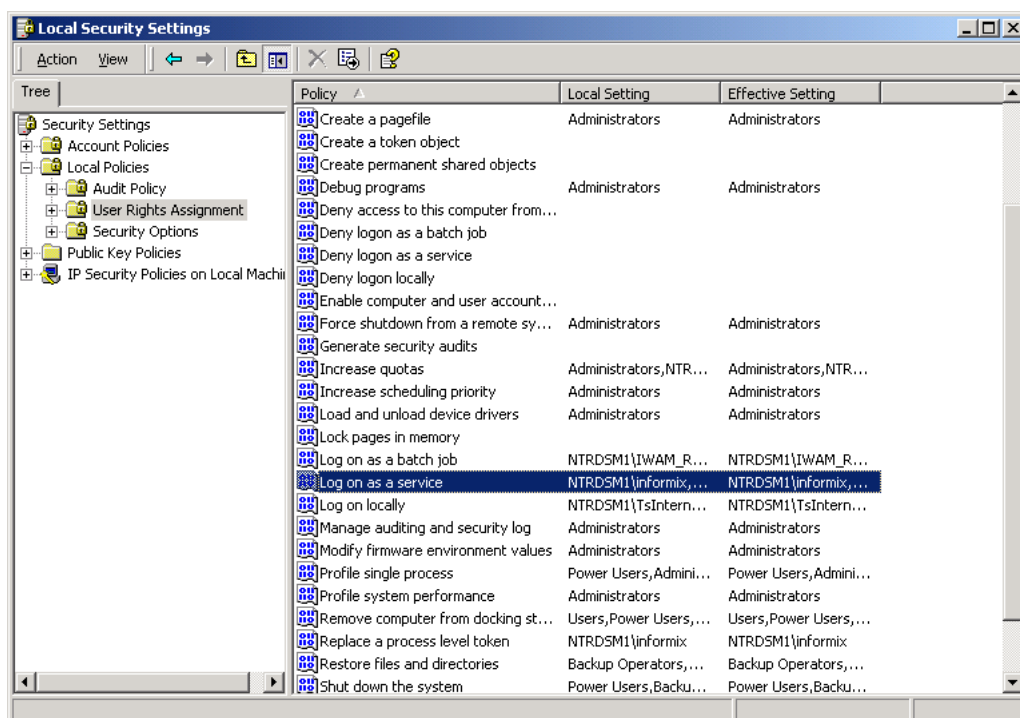 Local Security Settings
Action View
Tree
Policy Local Setting Effective Setting
Security Settings
Account Policies
Local Policies
Audit Policy
User Rights Assignment
Security Options
Public Key Policies
IP Security Policies on Local Machi
Create a pagefile Administrators Administrators
Create a token object
Create permanent shared objects
Debug programs Administrators Administrators
Deny access to this computer from...
Deny logon as a batch job
Deny logon as a service
Deny logon locally
Enable computer and user account...
Force shutdown from a remote sy... Administrators Administrators
Generate security audits
Increase quotas Administrators,NTR... Administrators,NTR...
Increase scheduling priority Administrators Administrators
Load and unload device drivers Administrators Administrators
Lock pages in memory
Log on as a batch job NTRDSM1\IWAM_R... NTRDSM1\IWAM_R...
Log on as a service NTRDSM1\informix,... NTRDSM1\informix,...
Log on locally NTRDSM1\TsIntern... NTRDSM1\TsIntern...
Manage auditing and security log Administrators Administrators
Modify firmware environment values Administrators Administrators
Profile single process Power Users,Admini... Power Users,Admini...
Profile system performance Administrators Administrators
Remove computer from docking st... Users,Power Users,... Users,Power Users,...
Replace a process level token NTRDSM1\informix NTRDSM1\informix
Restore files and directories Backup Operators,... Backup Operators,...
Shut down the system Power Users,Backu... Power Users,Backu...